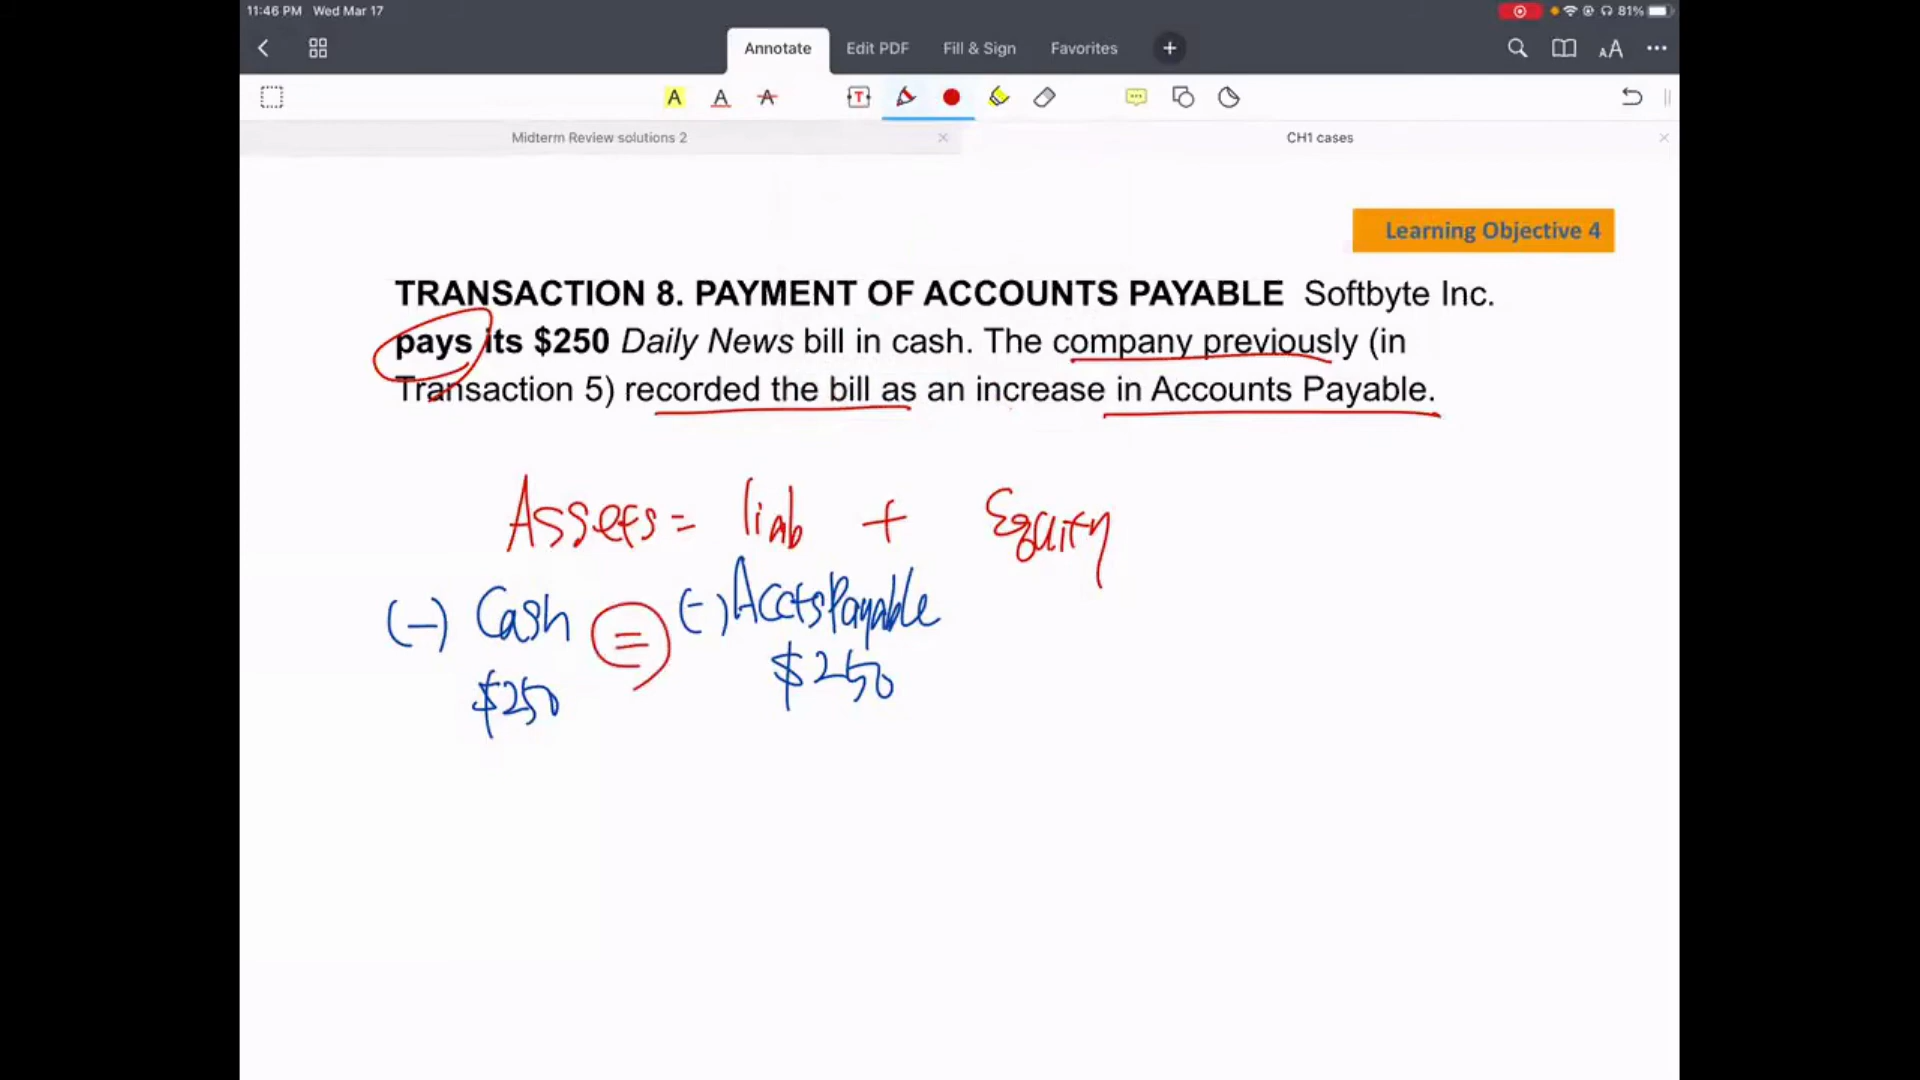 11:46 PM Wed Mar 17 81%
Annotate Edit PDF Fill & Sign Favorites +
A A A T AA
Midterm Review solutions 2 CH1 cases
Learning Objective 4
TRANSACTION 8. PAYMENT OF ACCOUNTS PAYABLE Softbyte Inc.
pays its $250 Daily News bill in cash. The company previously (in
Transaction 5) recorded the bill as an increase in Accounts Payable.
Assets = liab + Equity
(-) Cash = (-) AcctsPayable
$250 $250